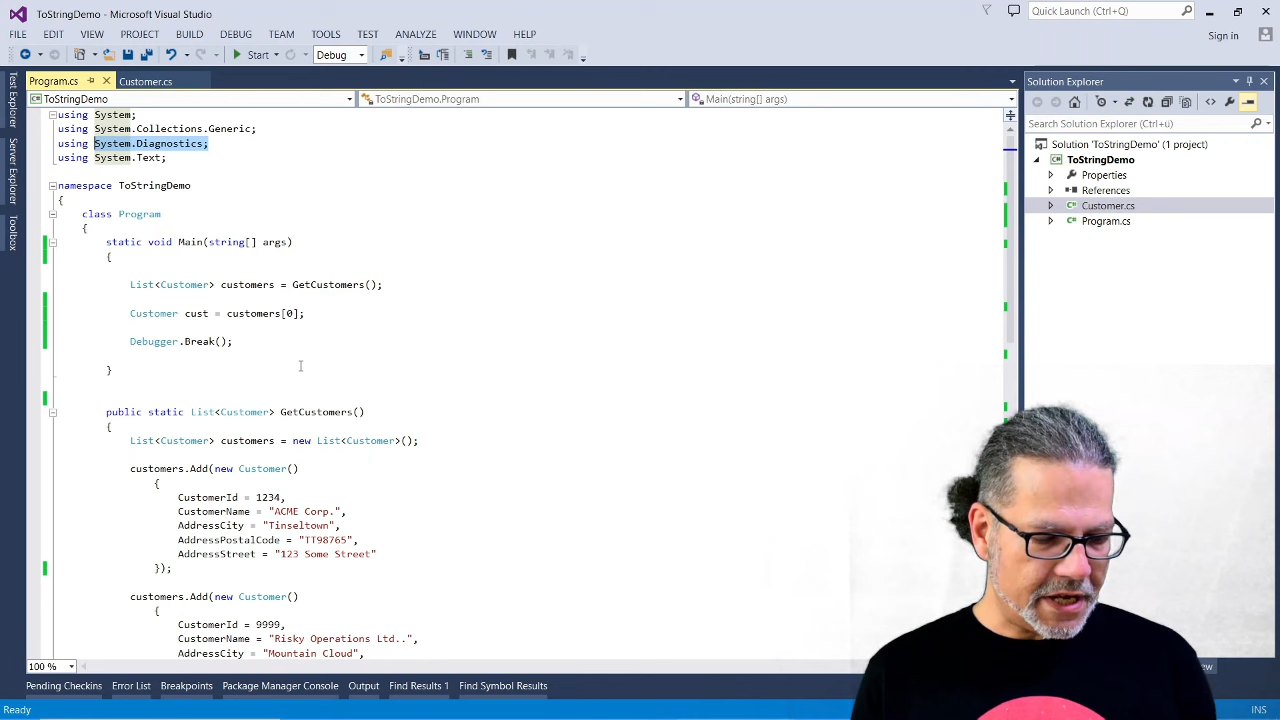 ToStringDemo - Microsoft Visual Studio
Quick Launch (Ctrl+Q)
FILE EDIT VIEW PROJECT BUILD DEBUG TEAM TOOLS TEST ANALYZE WINDOW HELP
Sign in
Start Debug
Test Explorer
Server Explorer
Toolbox
Program.cs Customer.cs
ToStringDemo ToStringDemo.Program Main(string[] args)
using System;
using System.Collections.Generic;
using System.Diagnostics;
using System.Text;
namespace ToStringDemo
{
class Program
{
static void Main(string[] args)
{
List<Customer> customers = GetCustomers();
Customer cust = customers[0];
Debugger.Break();
}
public static List<Customer> GetCustomers()
{
List<Customer> customers = new List<Customer>();
customers.Add(new Customer()
{
CustomerId = 1234,
CustomerName = "ACME Corp.",
AddressCity = "Tinseltown",
AddressPostalCode = "TT98765",
AddressStreet = "123 Some Street"
});
customers.Add(new Customer()
{
CustomerId = 9999,
CustomerName = "Risky Operations Ltd..",
AddressCity = "Mountain Cloud",
100 %
Solution Explorer
Search Solution Explorer (Ctrl+ü)
Solution 'ToStringDemo' (1 project)
ToStringDemo
Properties
References
Customer.cs
Program.cs
Pending Checkins Error List Breakpoints Package Manager Console Output Find Results 1 Find Symbol Results
Ready
INS